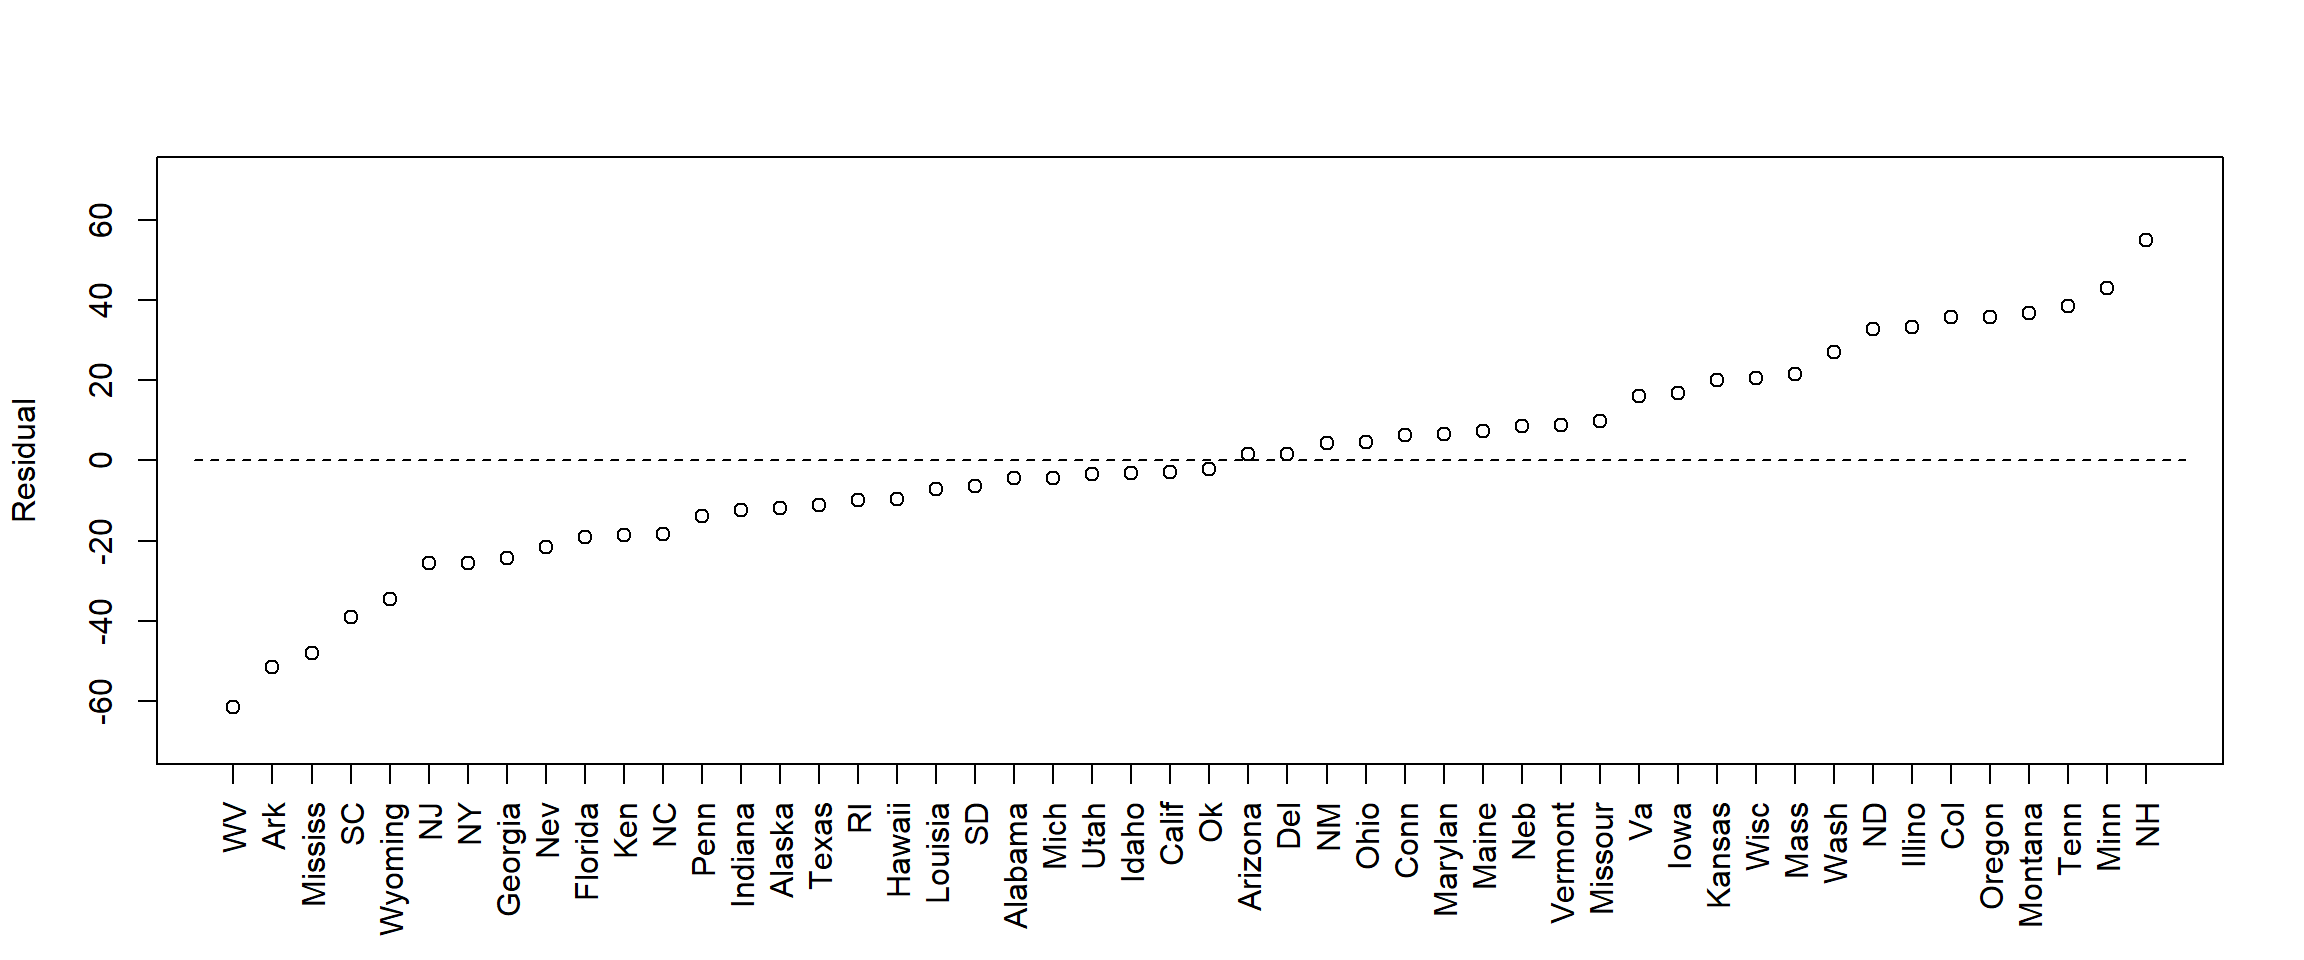 Residual
60
40
20
0
-20
-40
-60
WV
Ark
Mississ
SC
Wyoming
NJ
NY
Georgia
Nev
Florida
Ken
NC
Penn
Indiana
Alaska
Texas
RI
Hawaii
Louisia
SD
Alabama
Mich
Utah
Idaho
Calif
Ok
Arizona
Del
NM
Ohio
Conn
Marylan
Maine
Neb
Vermont
Missour
Va
Iowa
Kansas
Wisc
Mass
Wash
ND
Illino
Col
Oregon
Montana
Tenn
Minn
NH